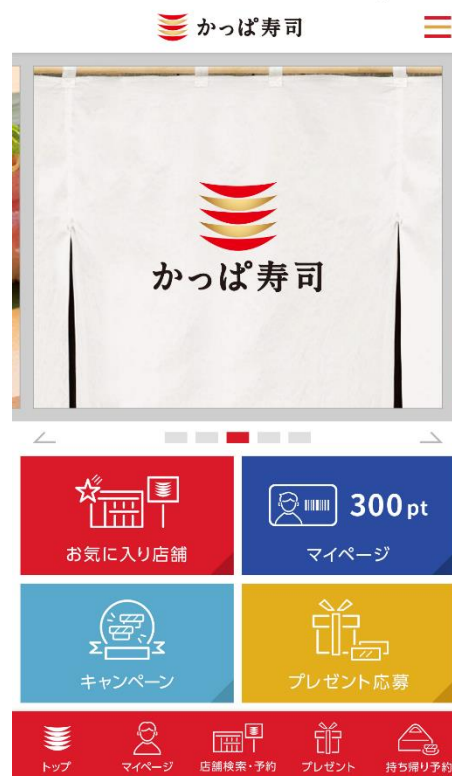 かっぱ寿司
かっぱ寿司
お気に入り店舗
300pt
マイページ
キャンペーン
プレゼント応募
トップ
マイページ
店舗検索・予約
プレゼント
持ち帰り予約